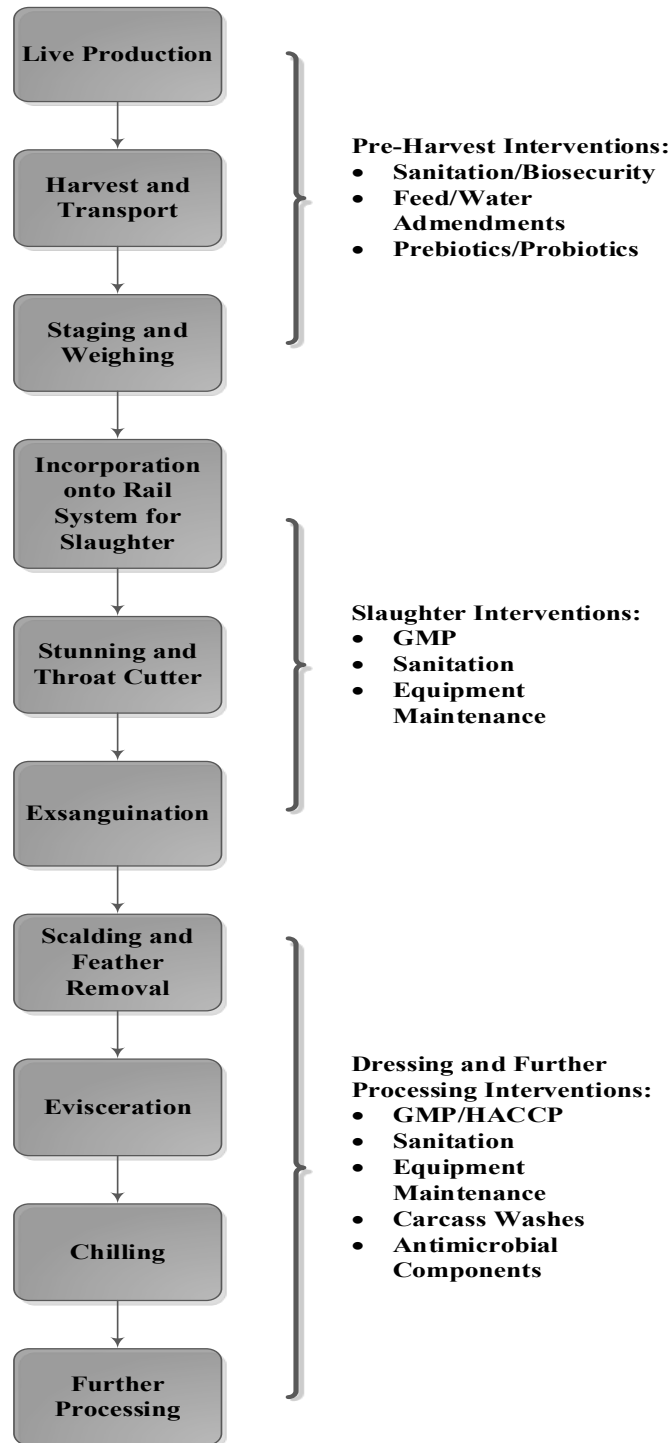 Live Production
Harvest and
Transport
Staging and
Weighing
Pre-Harvest Interventions:
• Sanitation/Biosecurity
• Feed/Water
Admendments
• Prebiotics/Probiotics
Incorporation
onto Rail
System for
Slaughter
Stunning and
Throat Cutter
Exsanguination
Slaughter Interventions:
• GMP
• Sanitation
• Equipment
Maintenance
Scalding and
Feather
Removal
Evisceration
Chilling
Further
Processing
Dressing and Further
Processing Interventions:
• GMP/HACCP
• Sanitation
• Equipment
Maintenance
• Carcass Washes
• Antimicrobial
Components